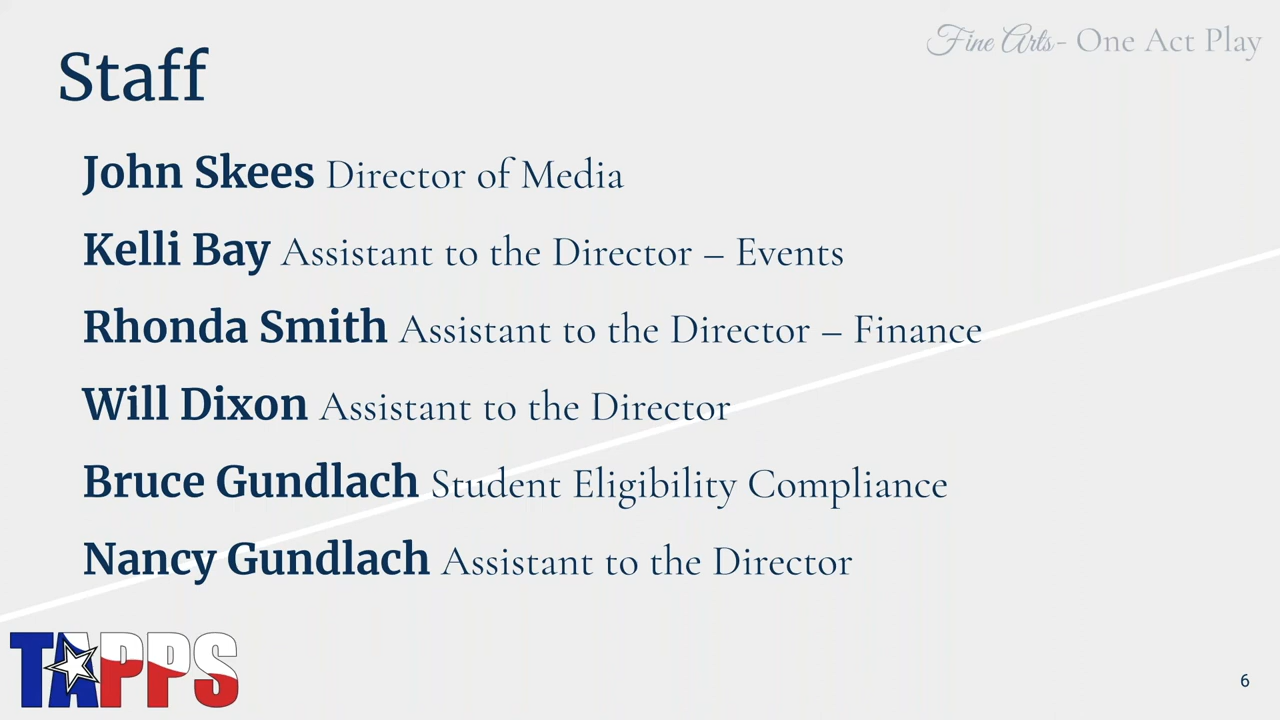 Fine Arts - One Act Play
Staff
John Skees Director of Media
Kelli Bay Assistant to the Director – Events
Rhonda Smith Assistant to the Director – Finance
Will Dixon Assistant to the Director
Bruce Gundlach Student Eligibility Compliance
Nancy Gundlach Assistant to the Director
TAPPS
6